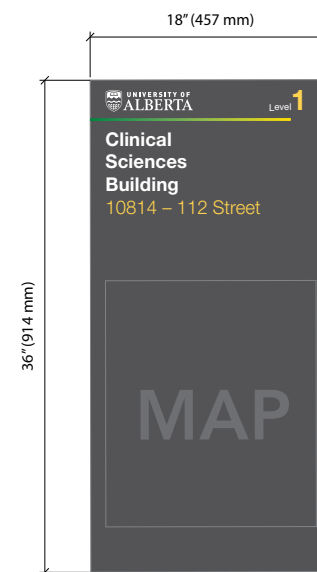 18” (457 mm)
UNIVERSITY OF
ALBERTA
Level 1
Clinical
Sciences
Building
10814 – 112 Street
36” (914 mm)
MAP